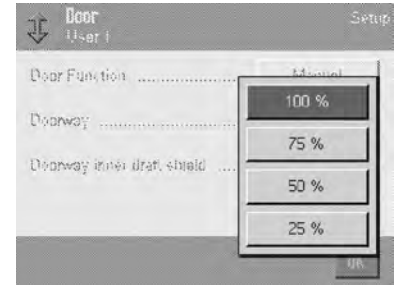 Door
Setup
User 1
Door Function .................... Manual
100 %
Doorway ....................
75 %
Doorway inner draft shield ....
50 %
25 %
OK